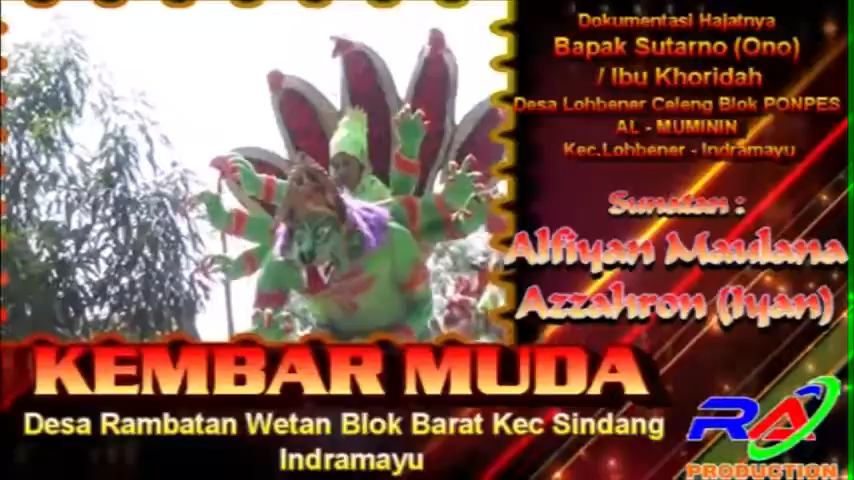 Dokumentasi Hajatnya
Bapak Sutarno (Ono)
/ Ibu Khoridah
Desa Lohbener Celeng Blok PONPES
AL - MUMININ
Kec.Lohbener - Indramayu
Sunatan :
Alfiyan Maulana
Azzahron (Iyan)
KEMBAR MUDA
Desa Rambatan Wetan Blok Barat Kec Sindang
Indramayu
RA
PRODUCTION